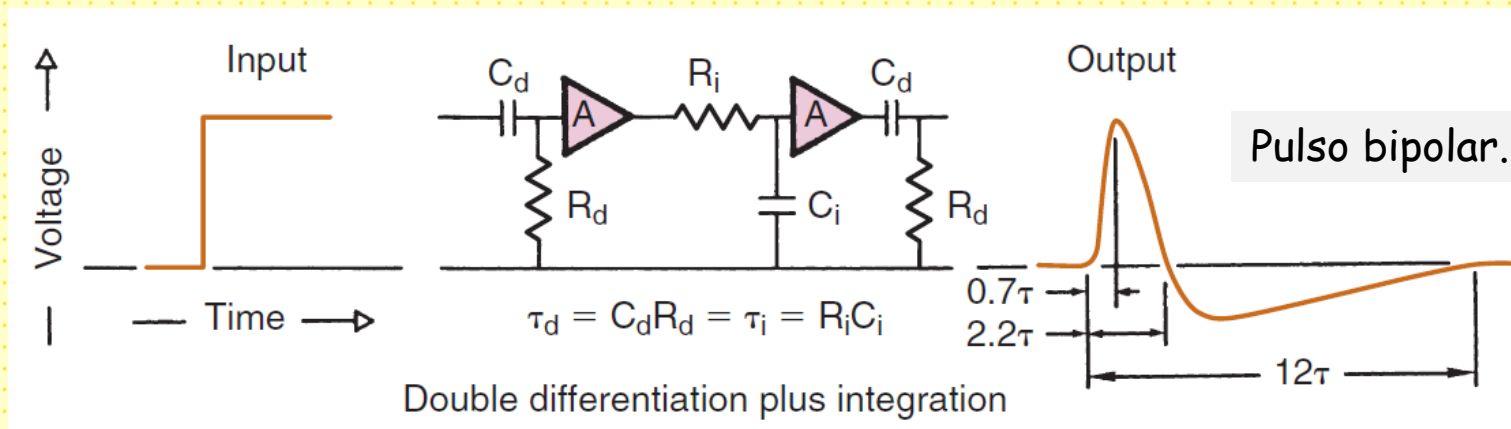 Input
Output
Voltage
Time
C_d
A
R_d
R_i
A
C_i
C_d
R_d
τ_d = C_dR_d = τ_i = R_iC_i
Pulso bipolar.
0.7τ
2.2τ
12τ
Double differentiation plus integration